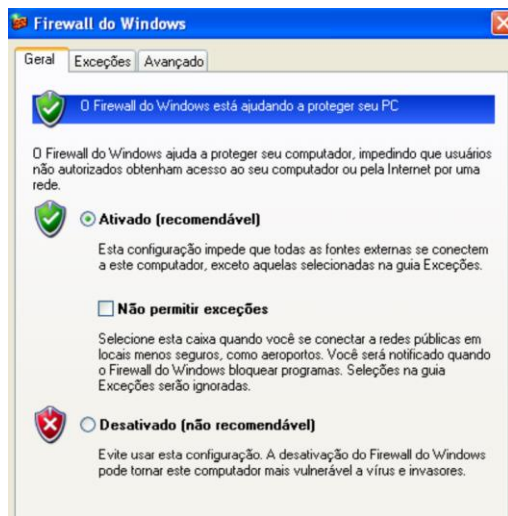 Firewall do Windows
Geral Exceções Avançado
O Firewall do Windows está ajudando a proteger seu PC
O Firewall do Windows ajuda a proteger seu computador, impedindo que usuários
não autorizados obtenham acesso ao seu computador ou pela Internet por uma
rede.
Ativado (recomendável)
Esta configuração impede que todas as fontes externas se conectem
a este computador, exceto aquelas selecionadas na guia Exceções.
Não permitir exceções
Selecione esta caixa quando você se conectar a redes públicas em
locais menos seguros, como aeroportos. Você será notificado quando
o Firewall do Windows bloquear programas. Seleções na guia
Exceções serão ignoradas.
Desativado (não recomendável)
Evite usar esta configuração. A desativação do Firewall do Windows
pode tornar este computador mais vulnerável a vírus e invasores.